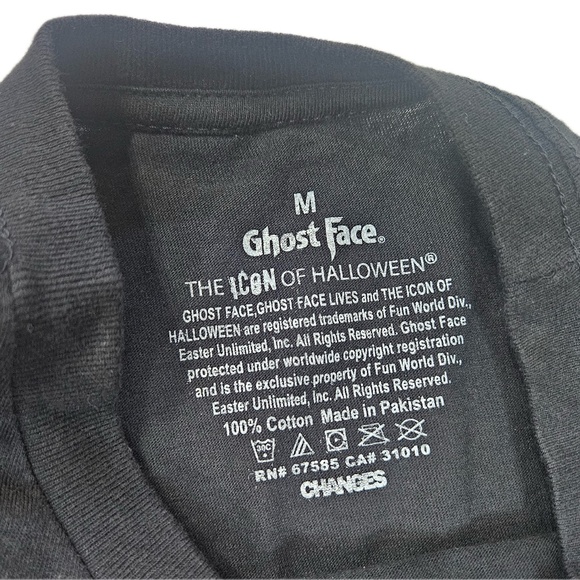 M
Ghost Face®
THE ICON OF HALLOWEEN®
GHOST FACE,GHOST FACE LIVES and THE ICON OF
HALLOWEEN are registered trademarks of Fun World Div.,
Easter Unlimited, Inc. All Rights Reserved. Ghost Face
protected under worldwide copyright registration
and is the exclusive property of Fun World Div.,
Easter Unlimited, Inc. All Rights Reserved.
100% Cotton Made in Pakistan
30C
RN# 67585 CA# 31010
CHANGES